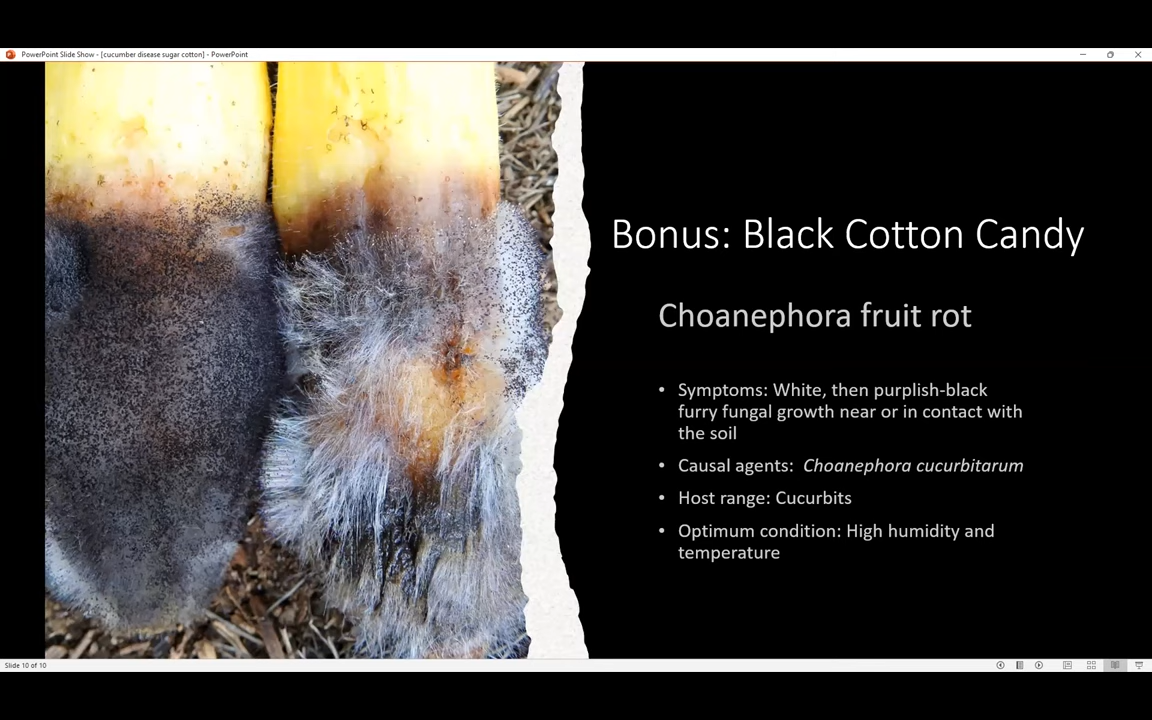 PowerPoint Slide Show - [cucumber disease sugar cotton] - PowerPoint
Bonus: Black Cotton Candy
Choanephora fruit rot
• Symptoms: White, then purplish-black
furry fungal growth near or in contact with
the soil
• Causal agents: Choanephora cucurbitarum
• Host range: Cucurbits
• Optimum condition: High humidity and
temperature
Slide 10 of 10